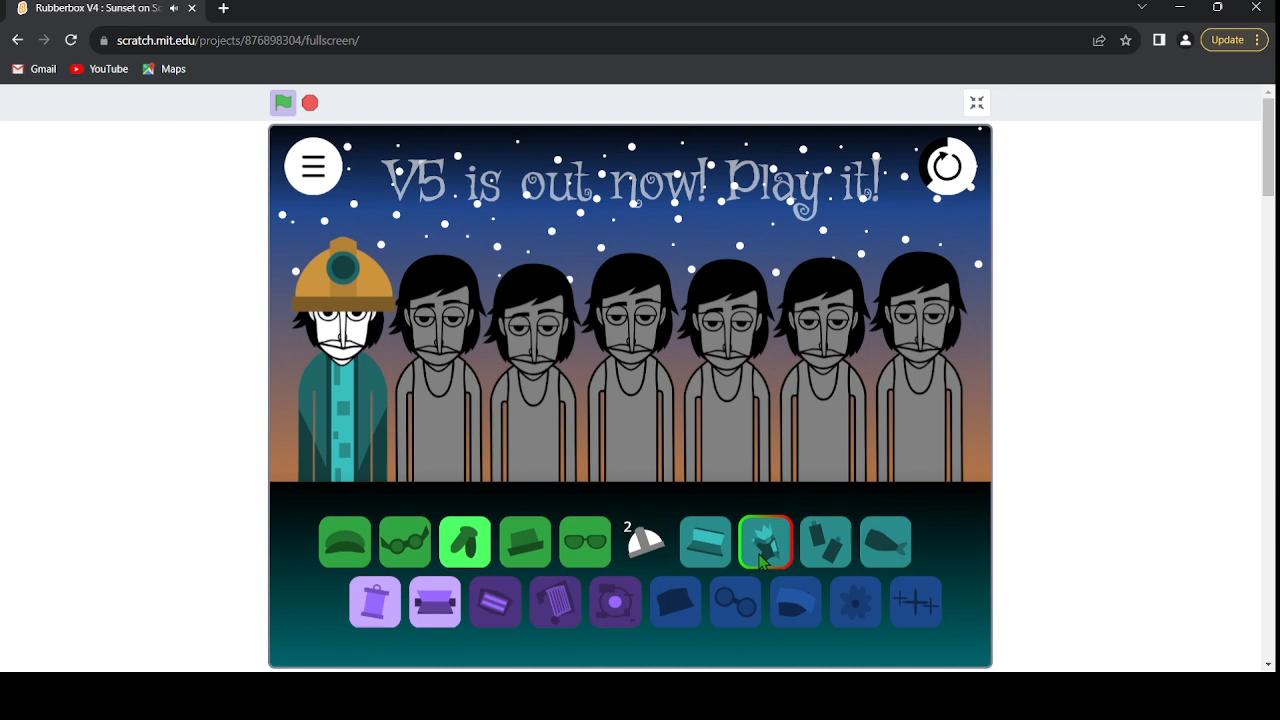 Rubberbox V4 : Sunset on Sc
scratch.mit.edu/projects/876898304/fullscreen/
Update
Gmail
YouTube
Maps
V5 is out now! Play it!
2